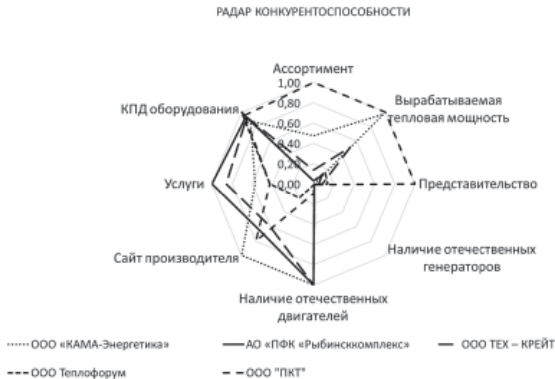 РАДАР КОНКУРЕНТОСПОСОБНОСТИ
Ассортимент
1,00
0,80
0,60
0,40
0,20
0,00
КПД оборудования
Вырабатываемая
тепловая мощность
Услуги
Представительство
Сайт производителя
Наличие отечественных
генераторов
Наличие отечественных
двигателей
ООО «КАМА-Энергетика» АО «ПФК «Рыбинсккомплекс» ООО ТЕХ – КРЕЙТ
ООО Теплофорум ООО "ПКТ"